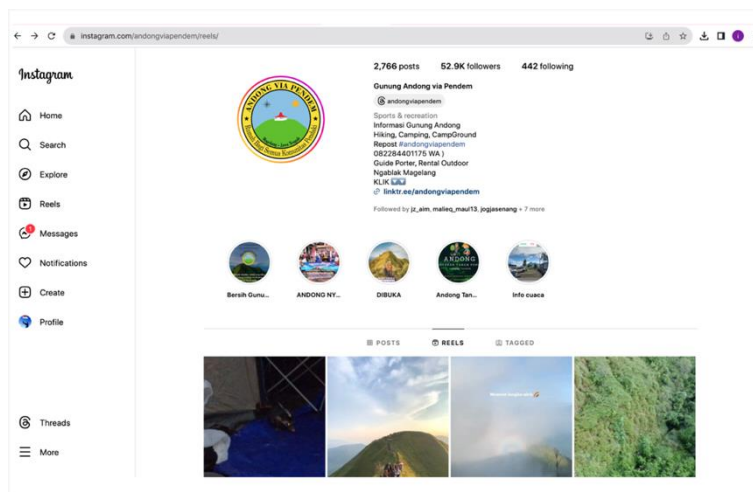 instagram.com/andongviapendem/reels/
Instagram
Home
Search
Explore
Reels
Messages
Notifications
Create
Profile
Threads
More
2,766 posts 52.9K followers 442 following
Gunung Andong via Pendem
andongviapendem
Sports & recreation
Informasi Gunung Andong
Hiking, Camping, CampGround
Repost #andongviapendem
082284401175 WA )
Guide Porter, Rental Outdoor
Ngablak Magelang
KLIK
linktr.ee/andongviapendem
Followed by jz_aim, malieq_maul13, jogjasenang + 7 more
ANDONG VIA PENDEM
Bersih Gunu... ANDONG NY... DIBUKA Andong Tan... Info cuaca
ANDONG
POSTS REELS TAGGED